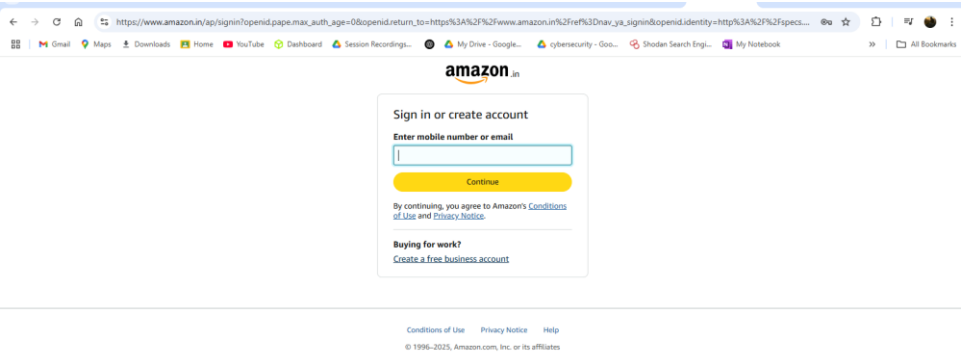 https://www.amazon.in/ap/signin?openid.pape.max_auth_age=0&openid.return_to=https%3A%2F%2Fwww.amazon.in%2Fref%3Dnav_ya_signin&openid.identity=http%3A%2F%2Fspecs....
Gmail Maps Downloads Home YouTube Dashboard Session Recordings... My Drive - Google... cybersecurity - Goo... Shodan Search Engi... My Notebook » All Bookmarks
amazon.in
Sign in or create account
Enter mobile number or email
Continue
By continuing, you agree to Amazon's Conditions
of Use and Privacy Notice.
Buying for work?
Create a free business account
Conditions of Use Privacy Notice Help
© 1996-2025, Amazon.com, Inc. or its affiliates